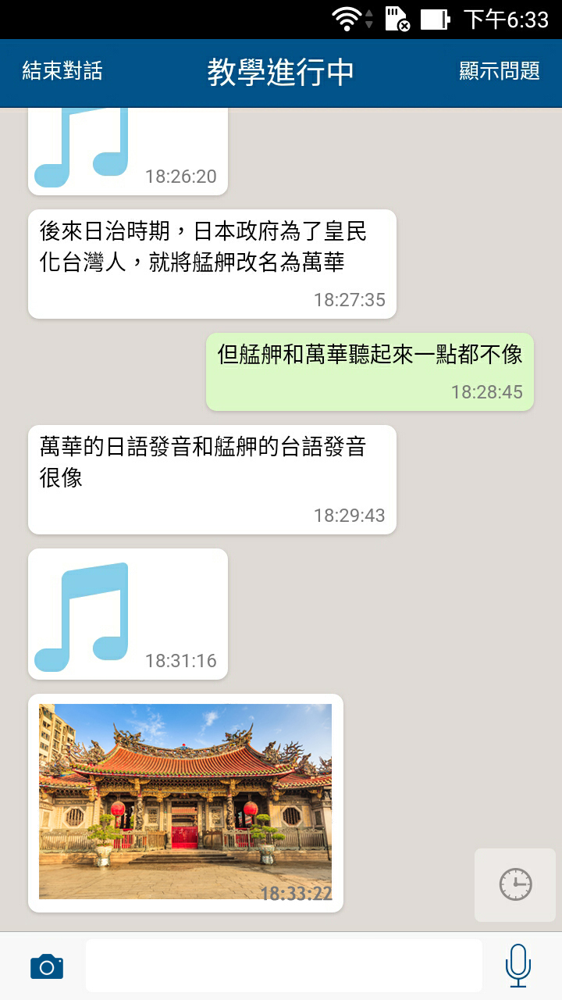 下午6:33
結束對話
教學進行中
顯示問題
18:26:20
後來日治時期，日本政府為了皇民
化台灣人，就將艋舺改名為萬華
18:27:35
但艋舺和萬華聽起來一點都不像
18:28:45
萬華的日語發音和艋舺的台語發音
很像
18:29:43
18:31:16
18:33:22